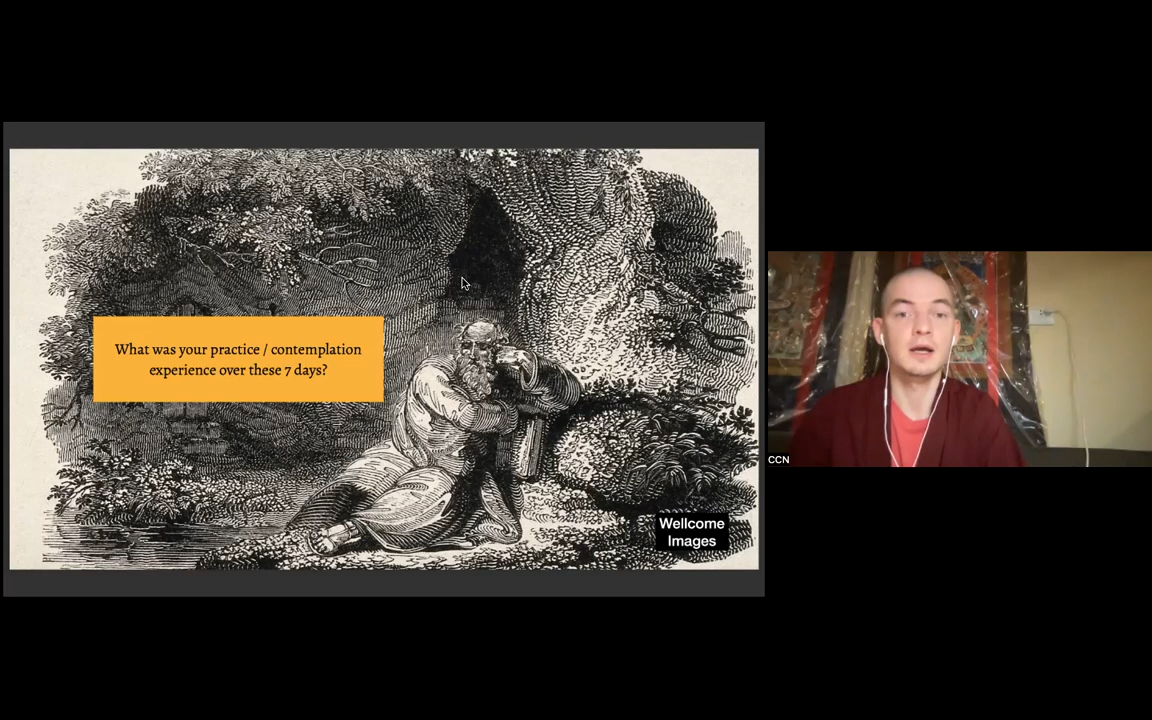 What was your practice / contemplation
experience over these 7 days?
Wellcome
Images
CCN